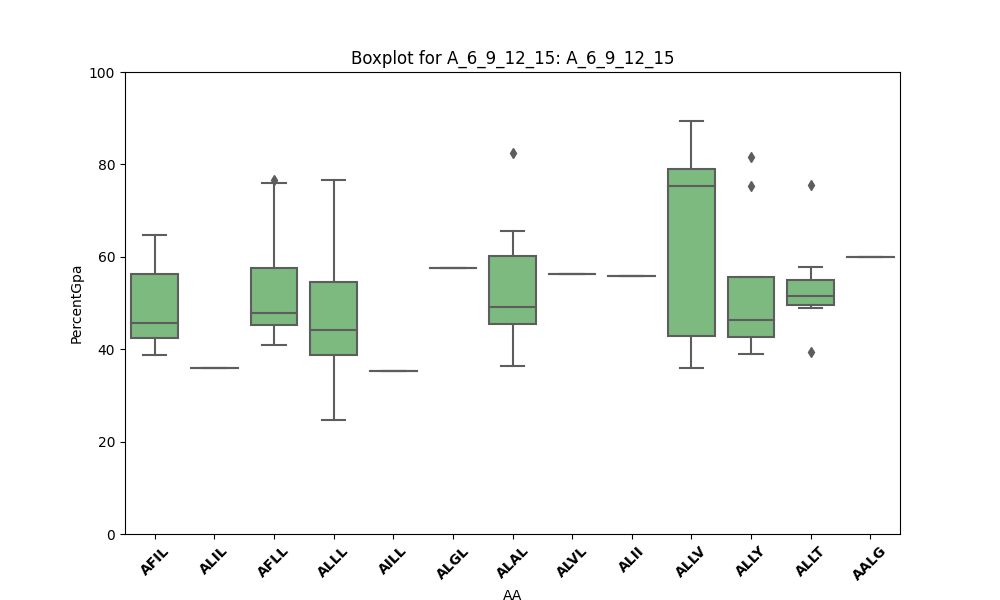 Boxplot for A_6_9_12_15: A_6_9_12_15
100
80
60
40
20
0
PercentGpa
AFIL ALIL AFLL ALLL AILL ALGL ALAL ALVL ALII ALLV ALLY ALLT AALG
AA